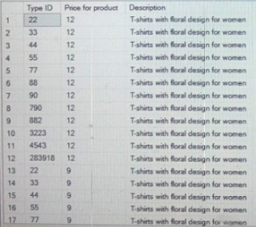 Type ID Price for product Description
1 22 12 T-shirts with floral design for women
2 33 12 T-shirts with floral design for women
3 44 12 T-shirts with floral design for women
4 55 12 T-shirts with floral design for women
5 77 12 T-shirts with floral design for women
6 88 12 T-shirts with floral design for women
7 90 12 T-shirts with floral design for women
8 790 12 T-shirts with floral design for women
9 882 12 T-shirts with floral design for women
10 3223 12 T-shirts with floral design for women
11 4543 12 T-shirts with floral design for women
12 283918 12 T-shirts with floral design for women
13 22 9 T-shirts with floral design for women
14 33 9 T-shirts with floral design for women
15 44 9 T-shirts with floral design for women
16 55 9 T-shirts with floral design for women
17 77 9 T-shirts with floral design for women